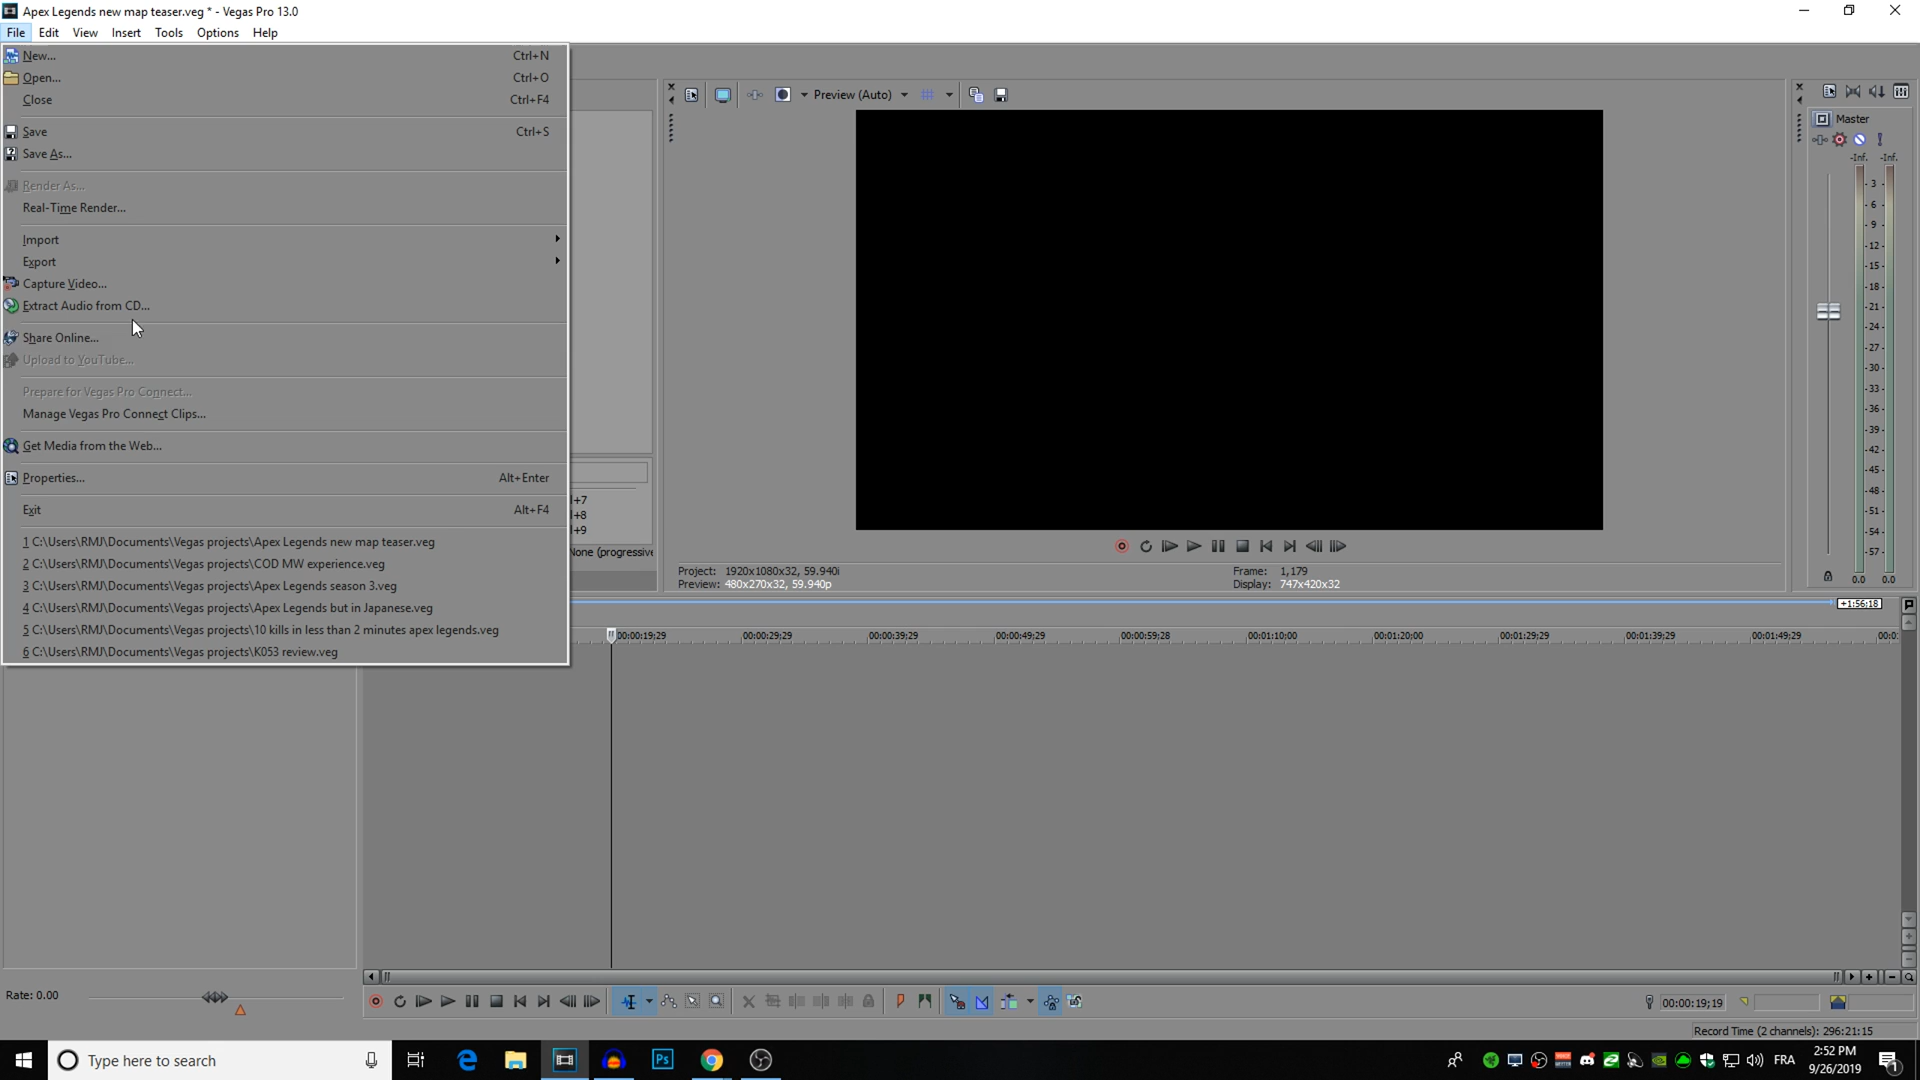 Apex Legends new map teaser.veg * - Vegas Pro 13.0
File Edit View Insert Tools Options Help
New... Ctrl+N
Open... Ctrl+O
Close Ctrl+F4
Save Ctrl+S
Save As...
Render As...
Real-Time Render...
Import
Export
Capture Video...
Extract Audio from CD...
Share Online...
Upload to YouTube...
Prepare for Vegas Pro Connect...
Manage Vegas Pro Connect Clips...
Get Media from the Web...
Properties... Alt+Enter
Exit Alt+F4
1 C:\Users\RMJ\Documents\Vegas projects\Apex Legends new map teaser.veg
2 C:\Users\RMJ\Documents\Vegas projects\COD MW experience.veg
3 C:\Users\RMJ\Documents\Vegas projects\Apex Legends season 3.veg
4 C:\Users\RMJ\Documents\Vegas projects\Apex Legends but in Japanese.veg
5 C:\Users\RMJ\Documents\Vegas projects\10 kills in less than 2 minutes apex legends.veg
6 C:\Users\RMJ\Documents\Vegas projects\K053 review.veg
l+7
l+8
l+9
None (progressive
Preview (Auto)
Project: 1920x1080x32, 59.940i
Preview: 480x270x32, 59.940p
Frame: 1,179
Display: 747x420x32
Master
-Inf. -Inf.
- 3 -
- 6 -
- 9 -
-12-
-15-
-18-
-21-
-24-
-27-
-30-
-33-
-36-
-39-
-42-
-45-
-48-
-51-
-54-
-57-
0.0 0.0
+1:56;18
00:00:19;29 00:00:29;29 00:00:39;29 00:00:49;29 00:00:59;28 00:01:10;00 00:01:20;00 00:01:29;29 00:01:39;29 00:01:49;29 00:0
Rate: 0.00
00:00:19;19
Record Time (2 channels): 296:21:15
Type here to search
Ps
FRA
2:52 PM
9/26/2019
1